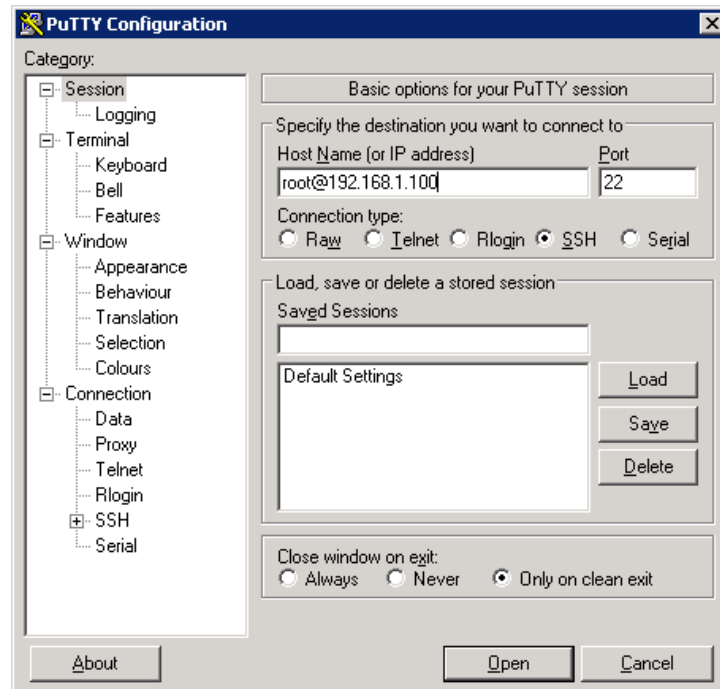 PuTTY Configuration
Category:
Session
Logging
Terminal
Keyboard
Bell
Features
Window
Appearance
Behaviour
Translation
Selection
Colours
Connection
Data
Proxy
Telnet
Rlogin
SSH
Serial
Basic options for your PuTTY session
Specify the destination you want to connect to
Host Name (or IP address) Port
root@192.168.1.100 22
Connection type:
Raw Telnet Rlogin SSH Serial
Load, save or delete a stored session
Saved Sessions
Default Settings
Load
Save
Delete
Close window on exit:
Always Never Only on clean exit
About Open Cancel